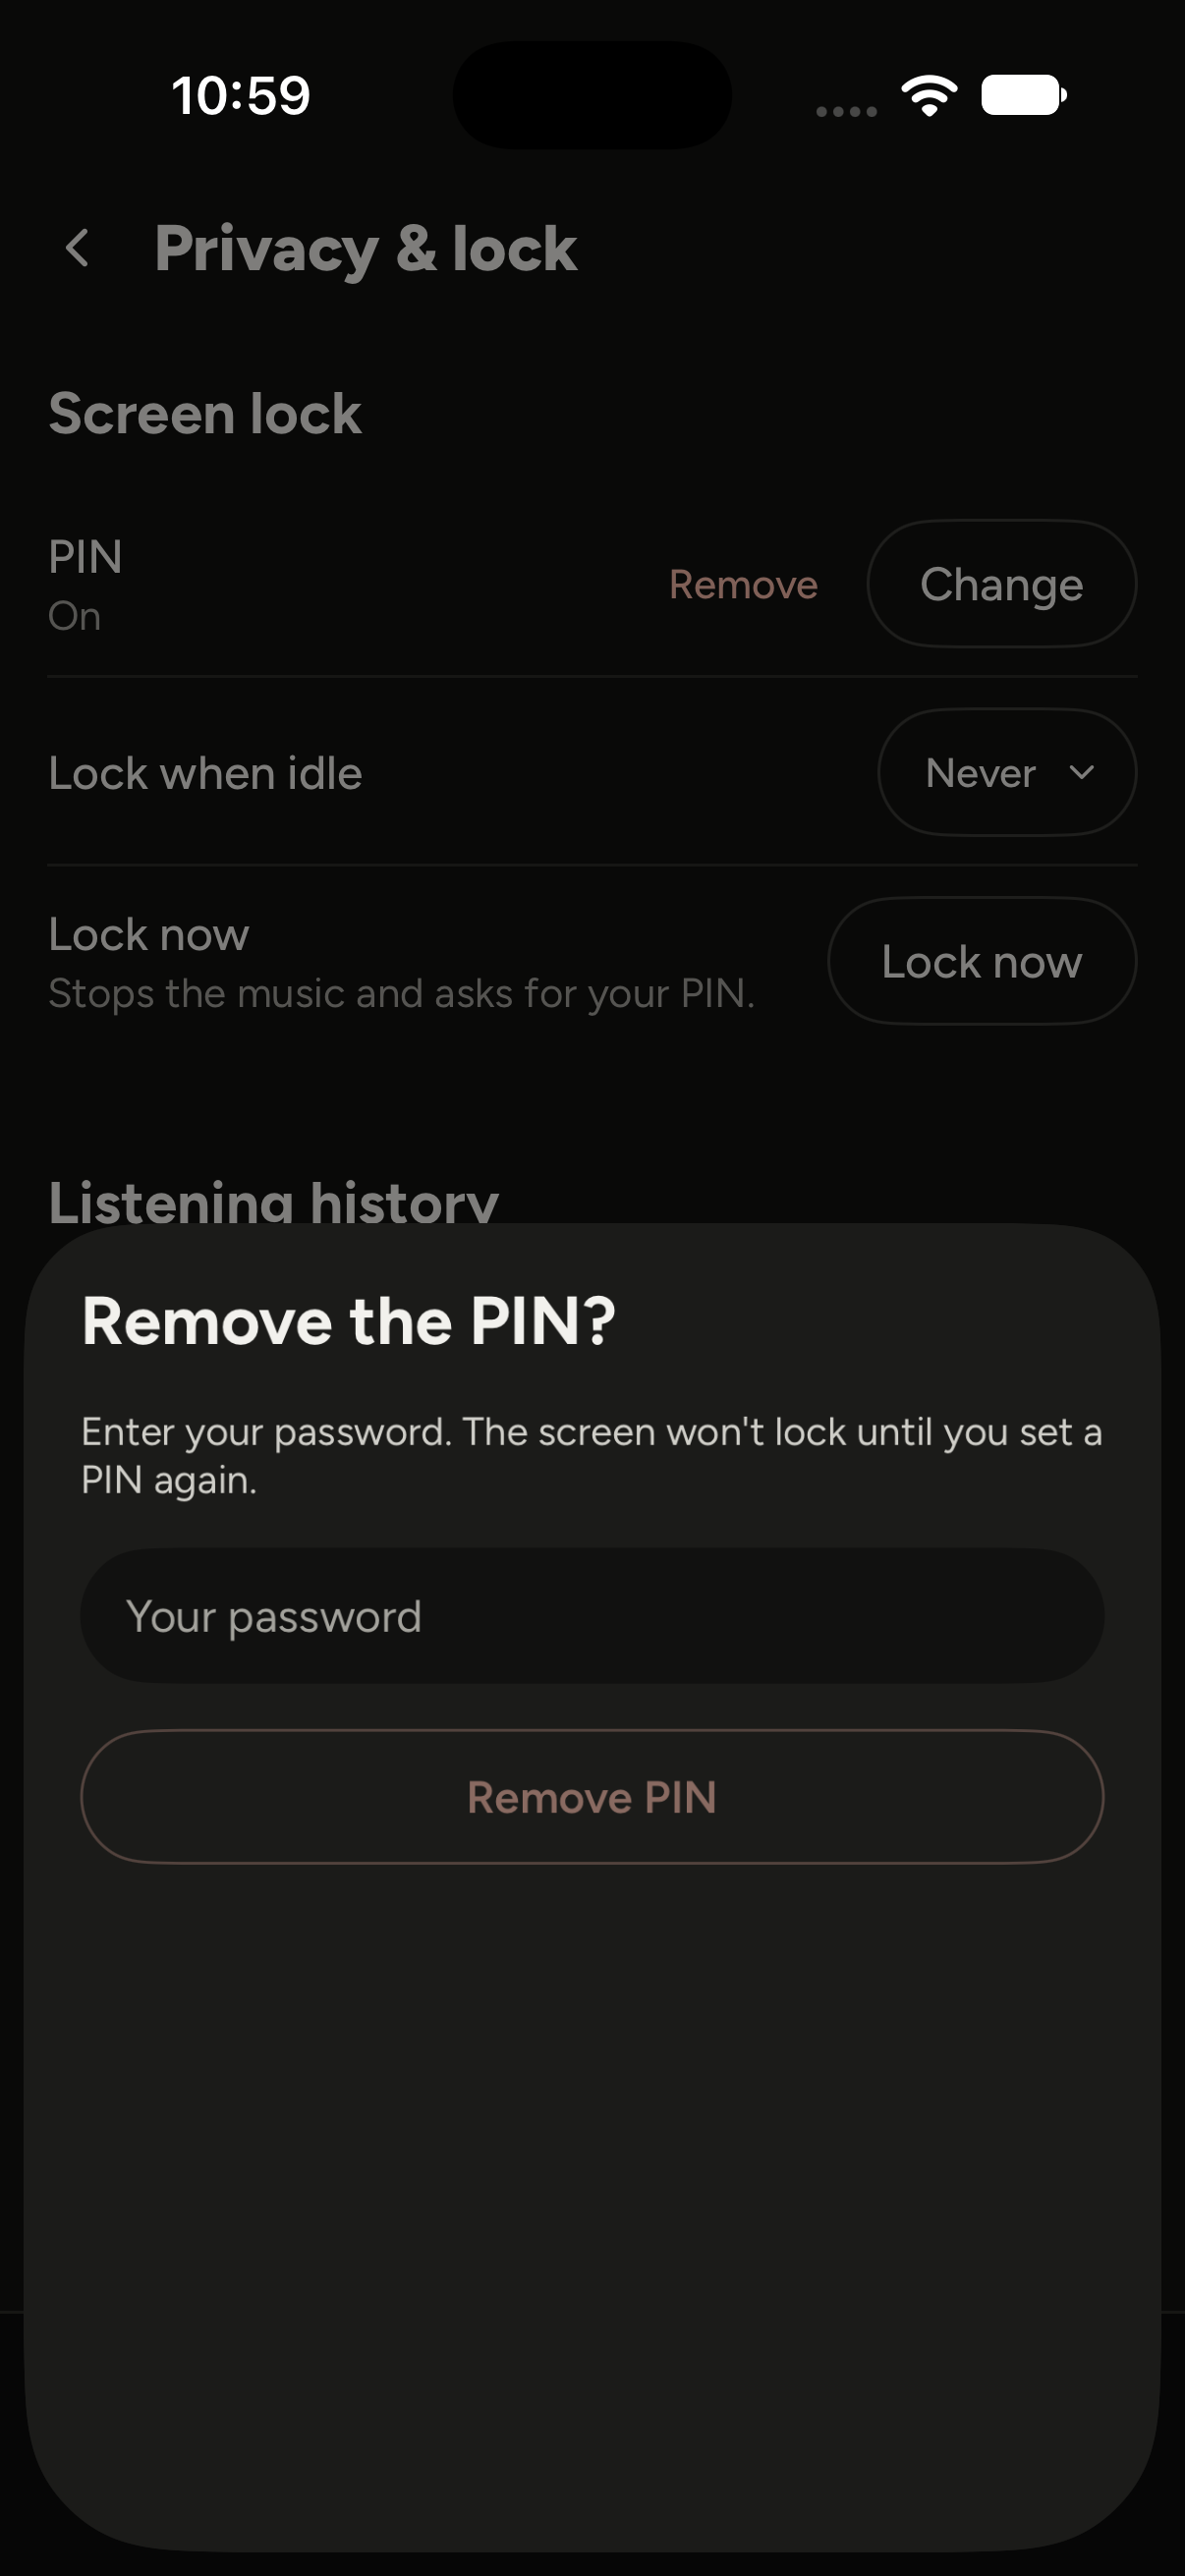 10:59
Privacy & lock
Screen lock
PIN
On
Remove
Change
Lock when idle
Never
Lock now
Stops the music and asks for your PIN.
Lock now
Listening history
Remove the PIN?
Enter your password. The screen won't lock until you set a
PIN again.
Your password
Remove PIN